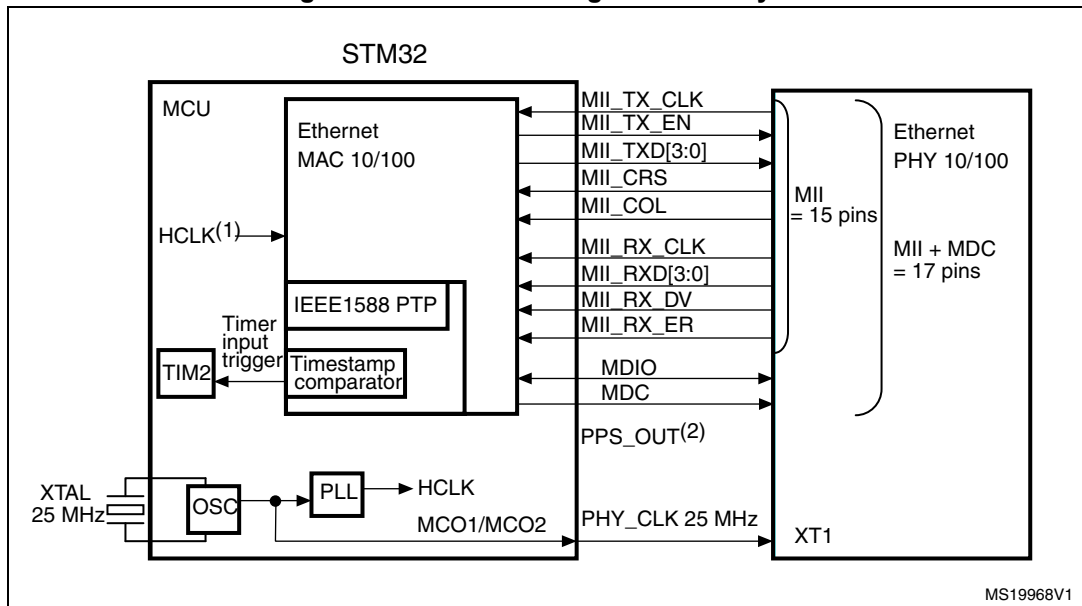 STM32
MCU
Ethernet
MAC 10/100
HCLK(1)
IEEE1588 PTP
Timer
input
trigger
TIM2
Timestamp
comparator
XTAL
25 MHz
OSC
PLL
HCLK
MCO1/MCO2
MII_TX_CLK
MII_TX_EN
MII_TXD[3:0]
MII_CRS
MII_COL
MII_RX_CLK
MII_RXD[3:0]
MII_RX_DV
MII_RX_ER
MDIO
MDC
PPS_OUT(2)
PHY_CLK 25 MHz
MII
= 15 pins
Ethernet
PHY 10/100
MII + MDC
= 17 pins
XT1
MS19968V1